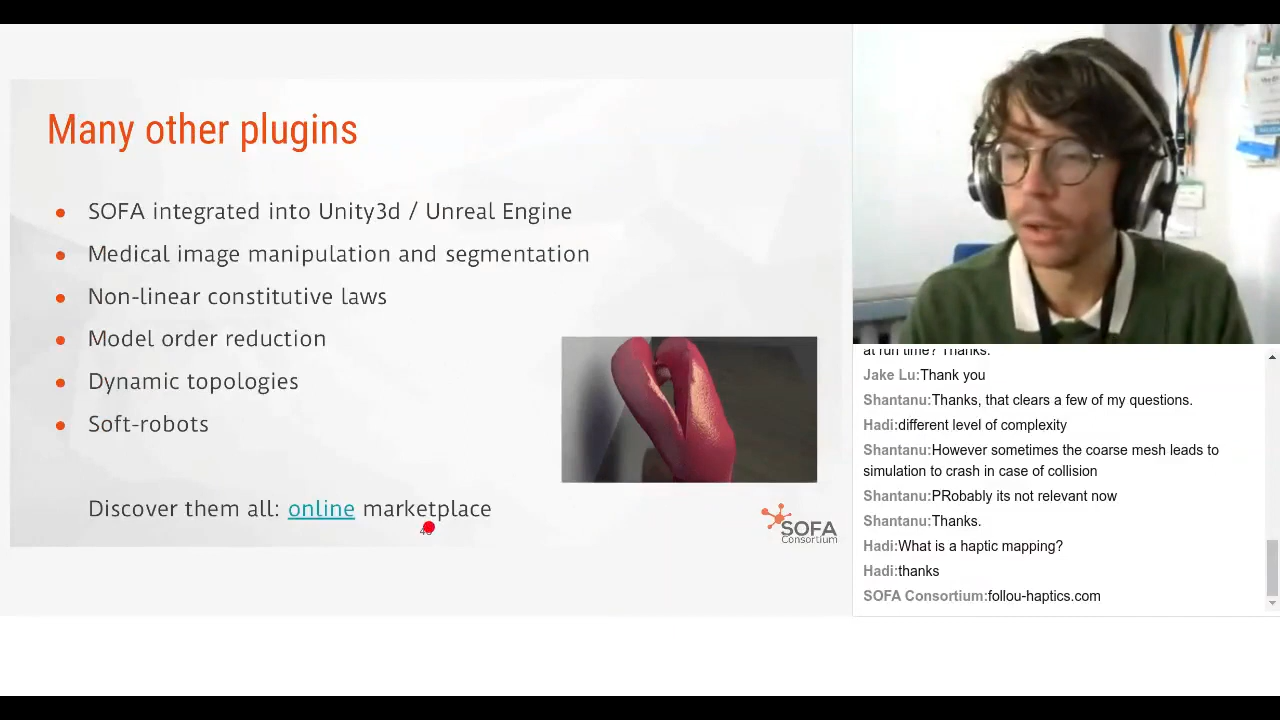 Many other plugins
SOFA integrated into Unity3d / Unreal Engine
Medical image manipulation and segmentation
Non-linear constitutive laws
Model order reduction
Dynamic topologies
Soft-robots
Discover them all: online marketplace
SOFA
Consortium
at run time? Thanks.
Jake Lu:Thank you
Shantanu:Thanks, that clears a few of my questions.
Hadi:different level of complexity
Shantanu:However sometimes the coarse mesh leads to
simulation to crash in case of collision
Shantanu:PRobably its not relevant now
Shantanu:Thanks.
Hadi:What is a haptic mapping?
Hadi:thanks
SOFA Consortium:follou-haptics.com